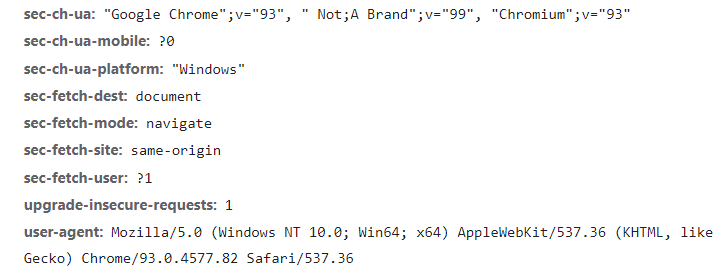 sec-ch-ua: "Google Chrome";v="93", " Not;A Brand";v="99", "Chromium";v="93"
sec-ch-ua-mobile: ?0
sec-ch-ua-platform: "Windows"
sec-fetch-dest: document
sec-fetch-mode: navigate
sec-fetch-site: same-origin
sec-fetch-user: ?1
upgrade-insecure-requests: 1
user-agent: Mozilla/5.0 (Windows NT 10.0; Win64; x64) AppleWebKit/537.36 (KHTML, like
Gecko) Chrome/93.0.4577.82 Safari/537.36